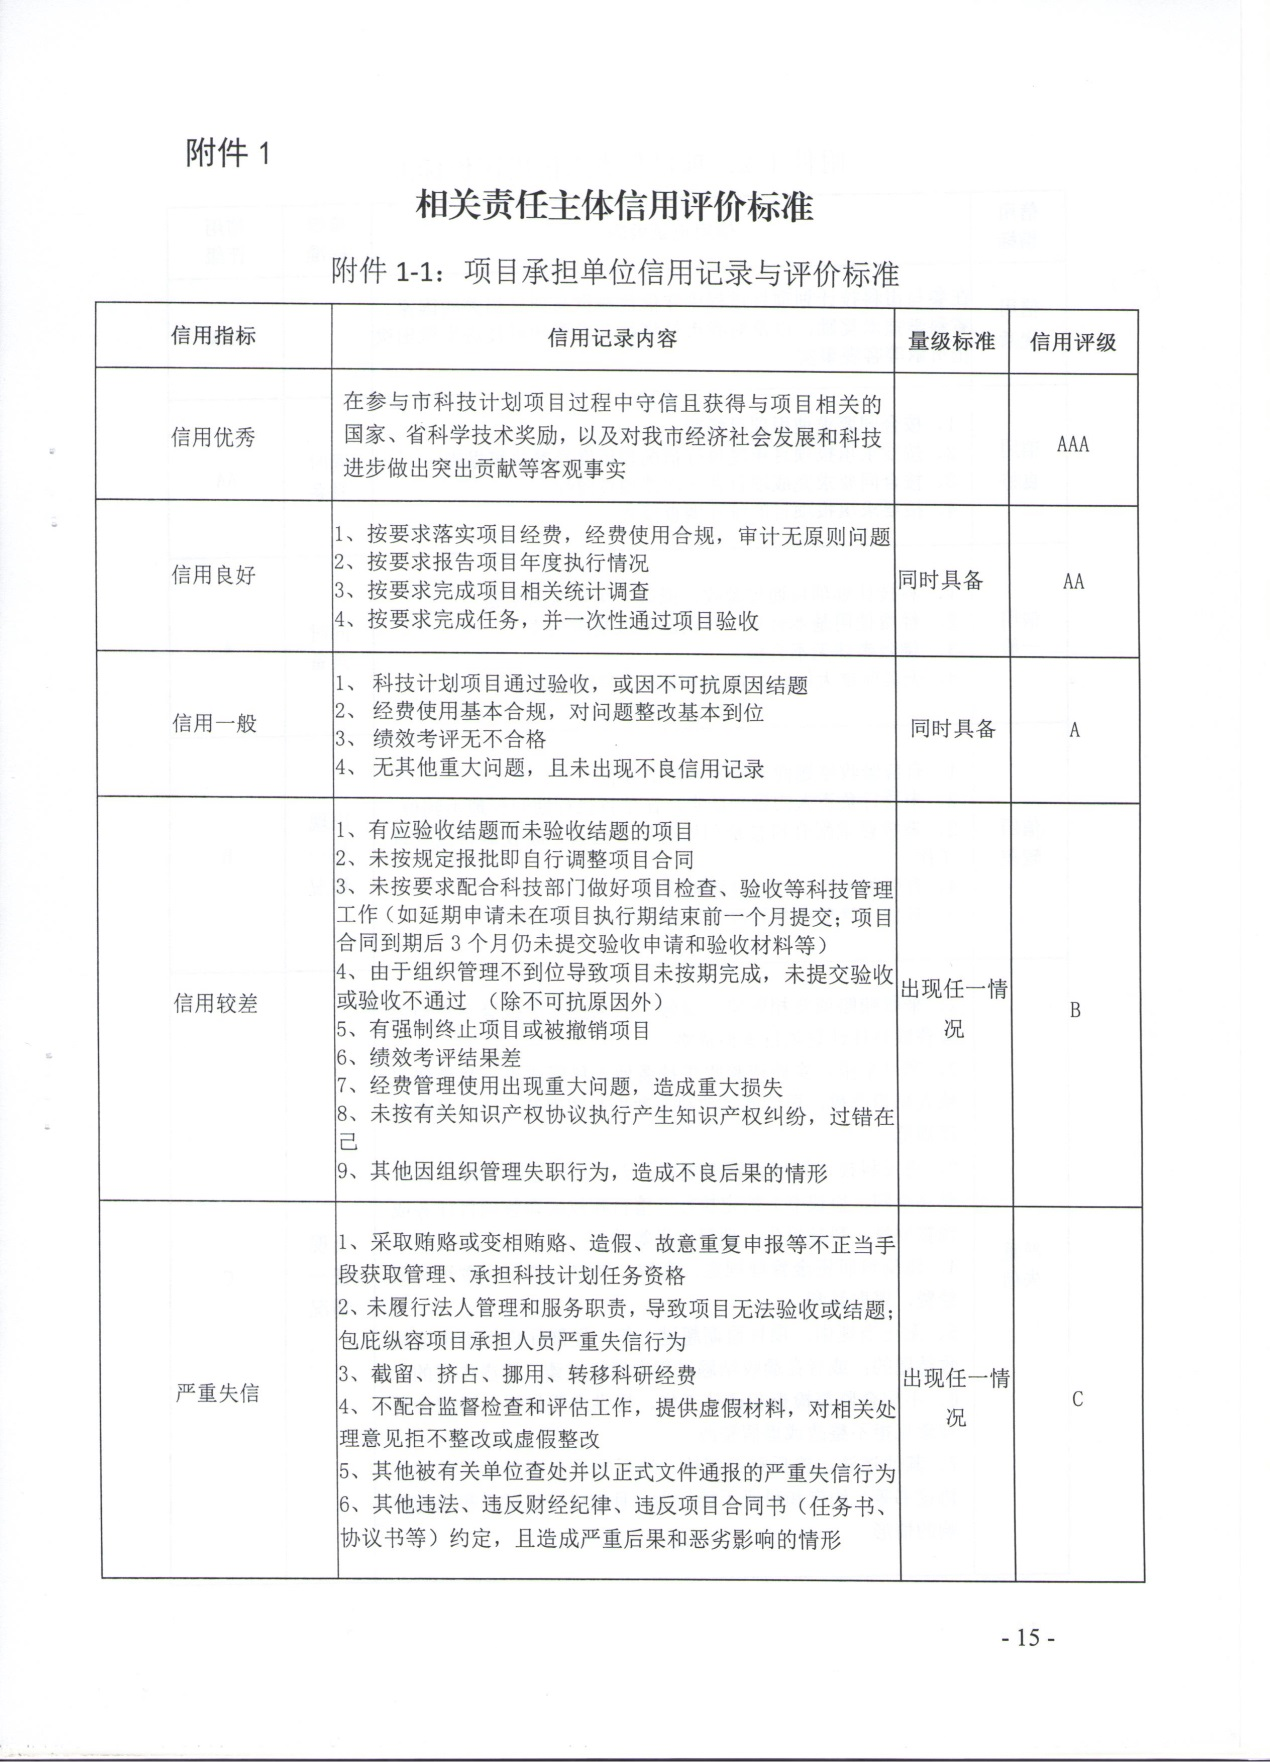 附件 1
相关责任主体信用评价标准
附件 1-1：项目承担单位信用记录与评价标准
信用指标
信用记录内容
量级标准
信用评级
信用优秀
在参与市科技计划项目过程中守信且获得与项目相关的
国家、省科学技术奖励，以及对我市经济社会发展和科技
进步做出突出贡献等客观事实
AAA
信用良好
1、按要求落实项目经费，经费使用合规，审计无原则问题
2、按要求报告项目年度执行情况
3、按要求完成项目相关统计调查
4、按要求完成任务，并一次性通过项目验收
同时具备
AA
信用一般
1、 科技计划项目通过验收，或因不可抗原因结题
2、 经费使用基本合规，对问题整改基本到位
3、 绩效考评无不合格
4、 无其他重大问题，且未出现不良信用记录
同时具备
A
信用较差
1、有应验收结题而未验收结题的项目
2、未按规定报批即自行调整项目合同
3、未按要求配合科技部门做好项目检查、验收等科技管理
工作（如延期申请未在项目执行期结束前一个月提交；项目
合同到期后 3 个月仍未提交验收申请和验收材料等）
4、由于组织管理不到位导致项目未按期完成，未提交验收
或验收不通过 （除不可抗原因外）
5、有强制终止项目或被撤销项目
6、绩效考评结果差
7、经费管理使用出现重大问题，造成重大损失
8、未按有关知识产权协议执行产生知识产权纠纷，过错在
己
9、其他因组织管理失职行为，造成不良后果的情形
出现任一情
况
B
严重失信
1、采取贿赂或变相贿赂、造假、故意重复申报等不正当手
段获取管理、承担科技计划任务资格
2、未履行法人管理和服务职责，导致项目无法验收或结题；
包庇纵容项目承担人员严重失信行为
3、截留、挤占、挪用、转移科研经费
4、不配合监督检查和评估工作，提供虚假材料，对相关处
理意见拒不整改或虚假整改
5、其他被有关单位查处并以正式文件通报的严重失信行为
6、其他违法、违反财经纪律、违反项目合同书（任务书、
协议书等）约定，且造成严重后果和恶劣影响的情形
出现任一情
况
C
- 15 -